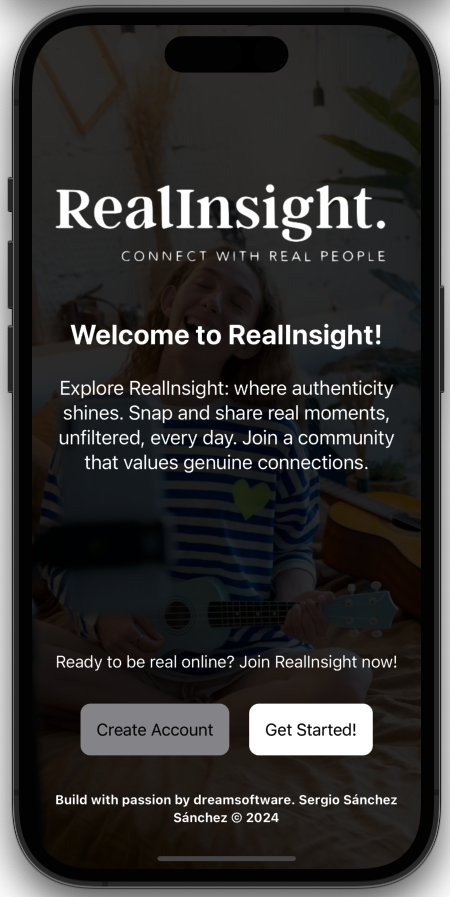 RealInsight.
CONNECT WITH REAL PEOPLE
Welcome to RealInsight!
Explore RealInsight: where authenticity
shines. Snap and share real moments,
unfiltered, every day. Join a community
that values genuine connections.
Ready to be real online? Join RealInsight now!
Create Account
Get Started!
Build with passion by dreamsoftware. Sergio Sánchez
Sánchez © 2024